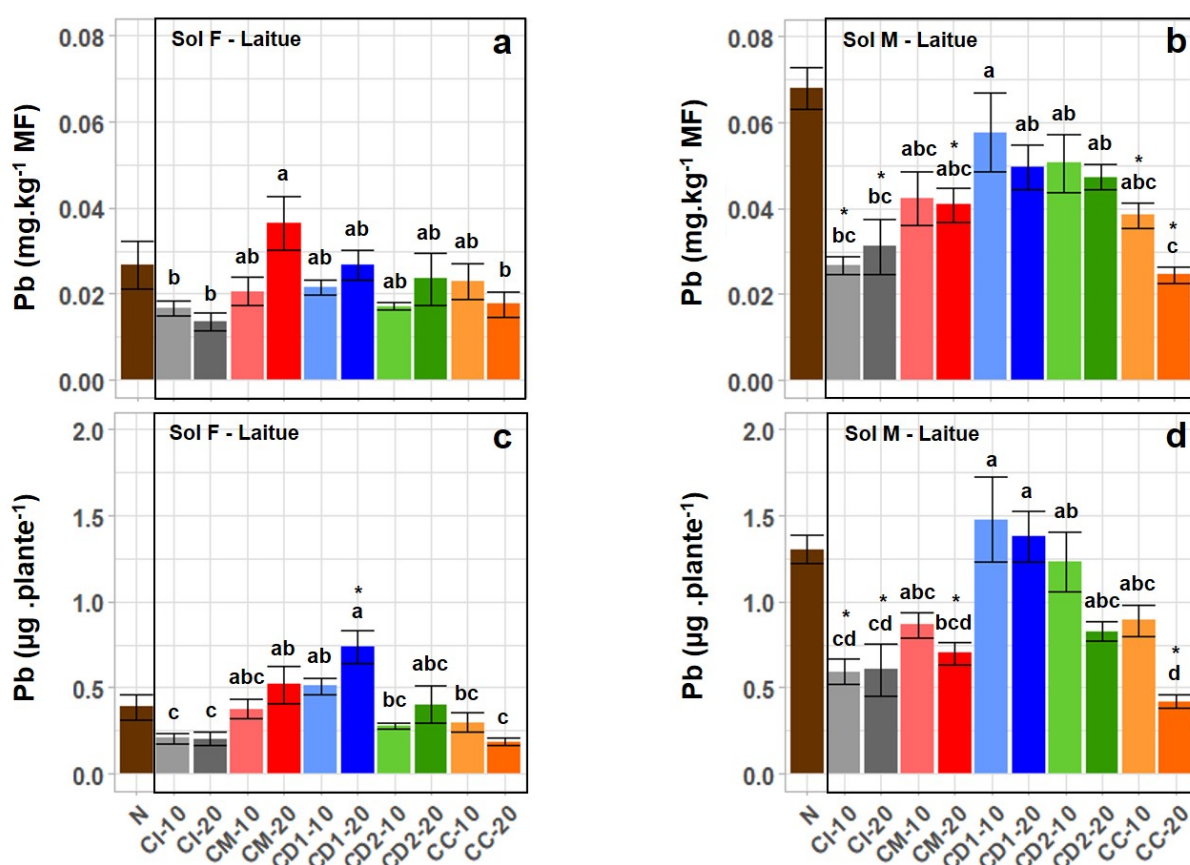 Sol F - Laitue
a
Pb (mg.kg⁻¹ MF)
0.08
0.06
0.04
0.02
0.00
b
b
ab
a
ab
ab
ab
ab
ab
b
Sol M - Laitue
b
Pb (mg.kg⁻¹ MF)
0.08
0.06
0.04
0.02
0.00
*
bc
*
bc
abc
*
abc
a
ab
ab
ab
*
abc
*
c
Sol F - Laitue
c
Pb (µg .plante⁻¹)
2.0
1.5
1.0
0.5
0.0
c
c
abc
ab
ab
*
a
bc
abc
bc
c
N
CI-10
CI-20
CM-10
CM-20
CD1-10
CD1-20
CD2-10
CD2-20
CC-10
CC-20
Sol M - Laitue
d
Pb (µg .plante⁻¹)
2.0
1.5
1.0
0.5
0.0
*
cd
*
cd
abc
*
bcd
a
a
ab
abc
abc
*
d
N
CI-10
CI-20
CM-10
CM-20
CD1-10
CD1-20
CD2-10
CD2-20
CC-10
CC-20